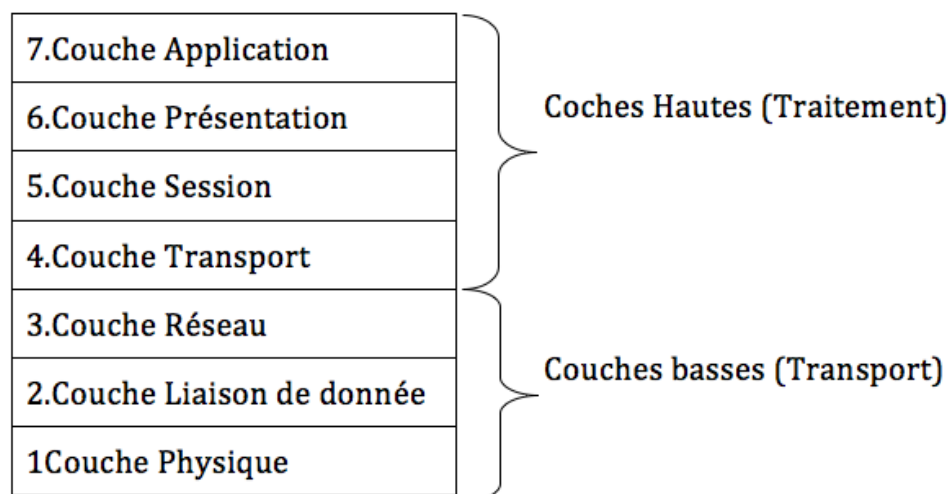 7.Couche Application
6.Couche Présentation
5.Couche Session
4.Couche Transport
3.Couche Réseau
2.Couche Liaison de donnée
1Couche Physique
Coches Hautes (Traitement)
Couches basses (Transport)